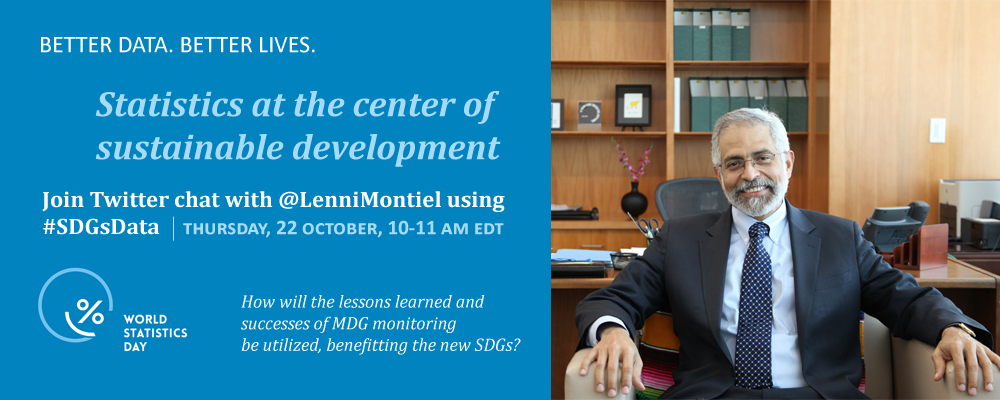 BETTER DATA. BETTER LIVES.
Statistics at the center of
sustainable development
Join Twitter chat with @LenniMontiel using
#SDGsData | THURSDAY, 22 OCTOBER, 10-11 AM EDT
%
WORLD
STATISTICS
DAY
How will the lessons learned and
successes of MDG monitoring
be utilized, benefitting the new SDGs?